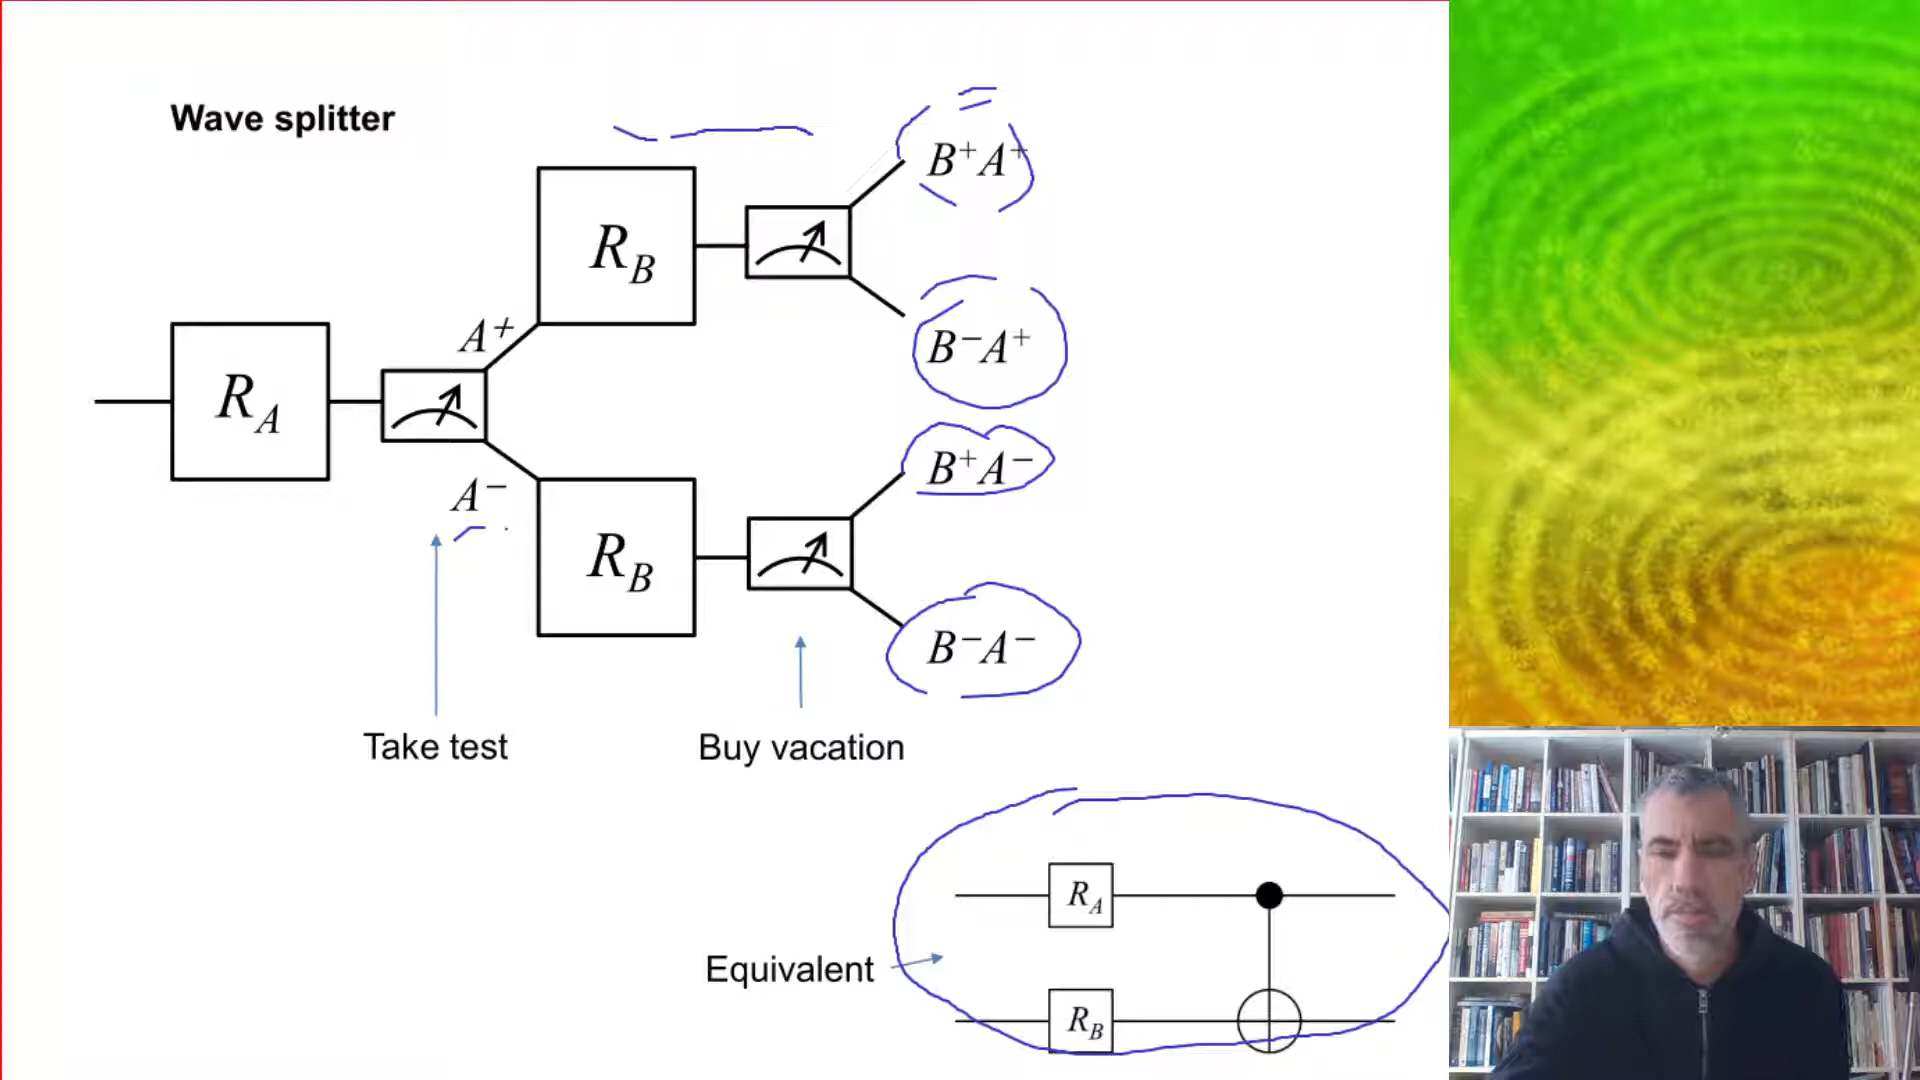 Wave splitter
B⁺A⁺
R_B
A⁺
B⁻A⁺
R_A
B⁺A⁻
A⁻
R_B
B⁻A⁻
Take test
Buy vacation
R_A
Equivalent
R_B